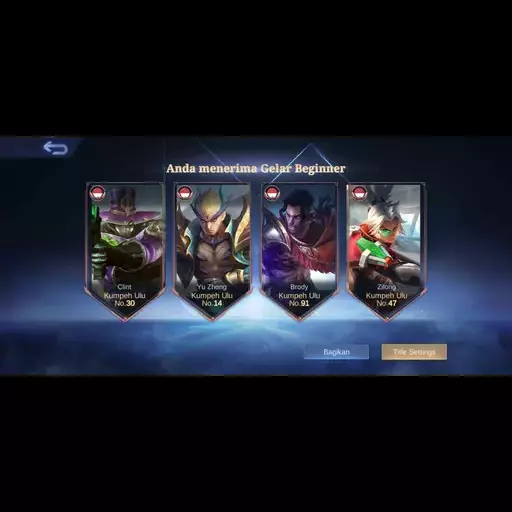 Anda menerima Gelar Beginner
Clint
Kumpeh Ulu
No.30
Yu Zhong
Kumpeh Ulu
No.14
Brody
Kumpeh Ulu
No.91
Zilong
Kumpeh Ulu
No.47
Bagikan
Title Settings